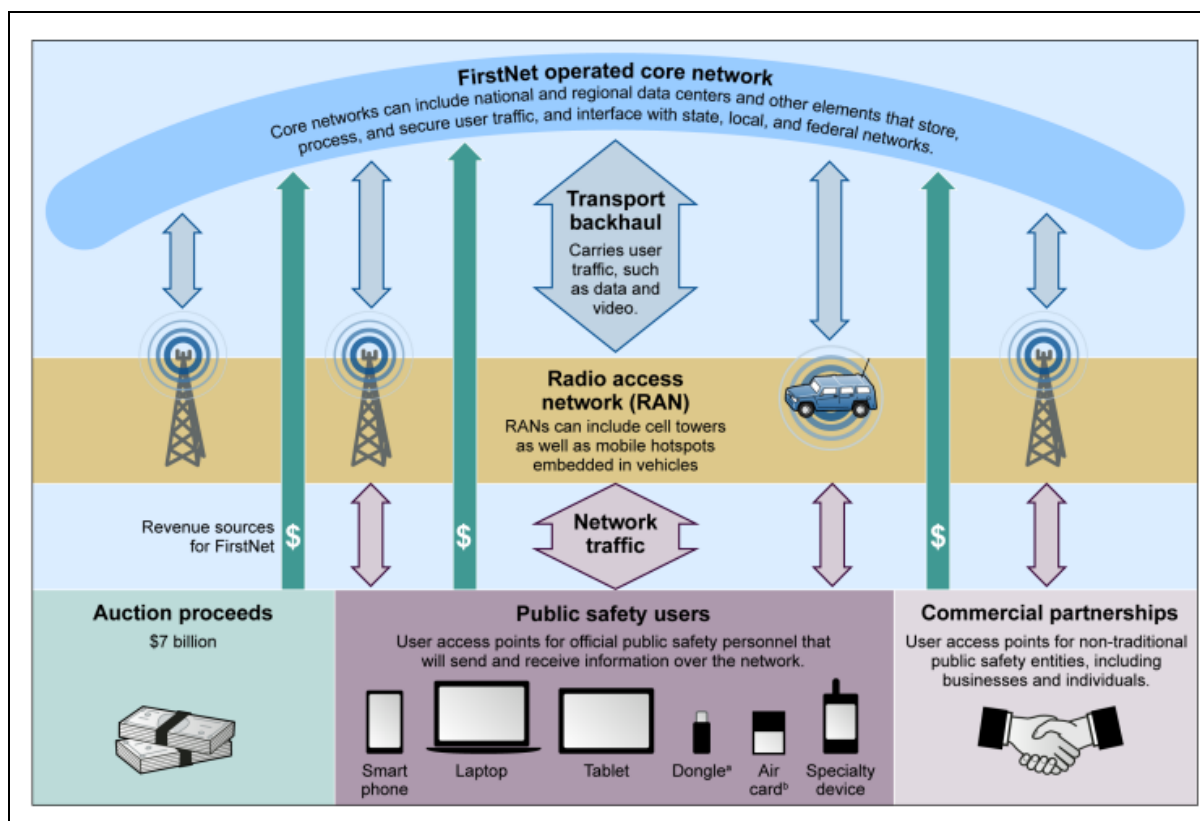 FirstNet operated core network
Core networks can include national and regional data centers and other elements that store,
process, and secure user traffic, and interface with state, local, and federal networks.
Transport
backhaul
Carries user
traffic, such
as data and
video.
Radio access
network (RAN)
RANs can include cell towers
as well as mobile hotspots
embedded in vehicles
Revenue sources
for FirstNet
$
$
$
Network
traffic
Auction proceeds
$7 billion
Public safety users
User access points for official public safety personnel that
will send and receive information over the network.
Smart
phone
Laptop
Tablet
Dongleᵃ
Air
cardᵇ
Specialty
device
Commercial partnerships
User access points for non-traditional
public safety entities, including
businesses and individuals.